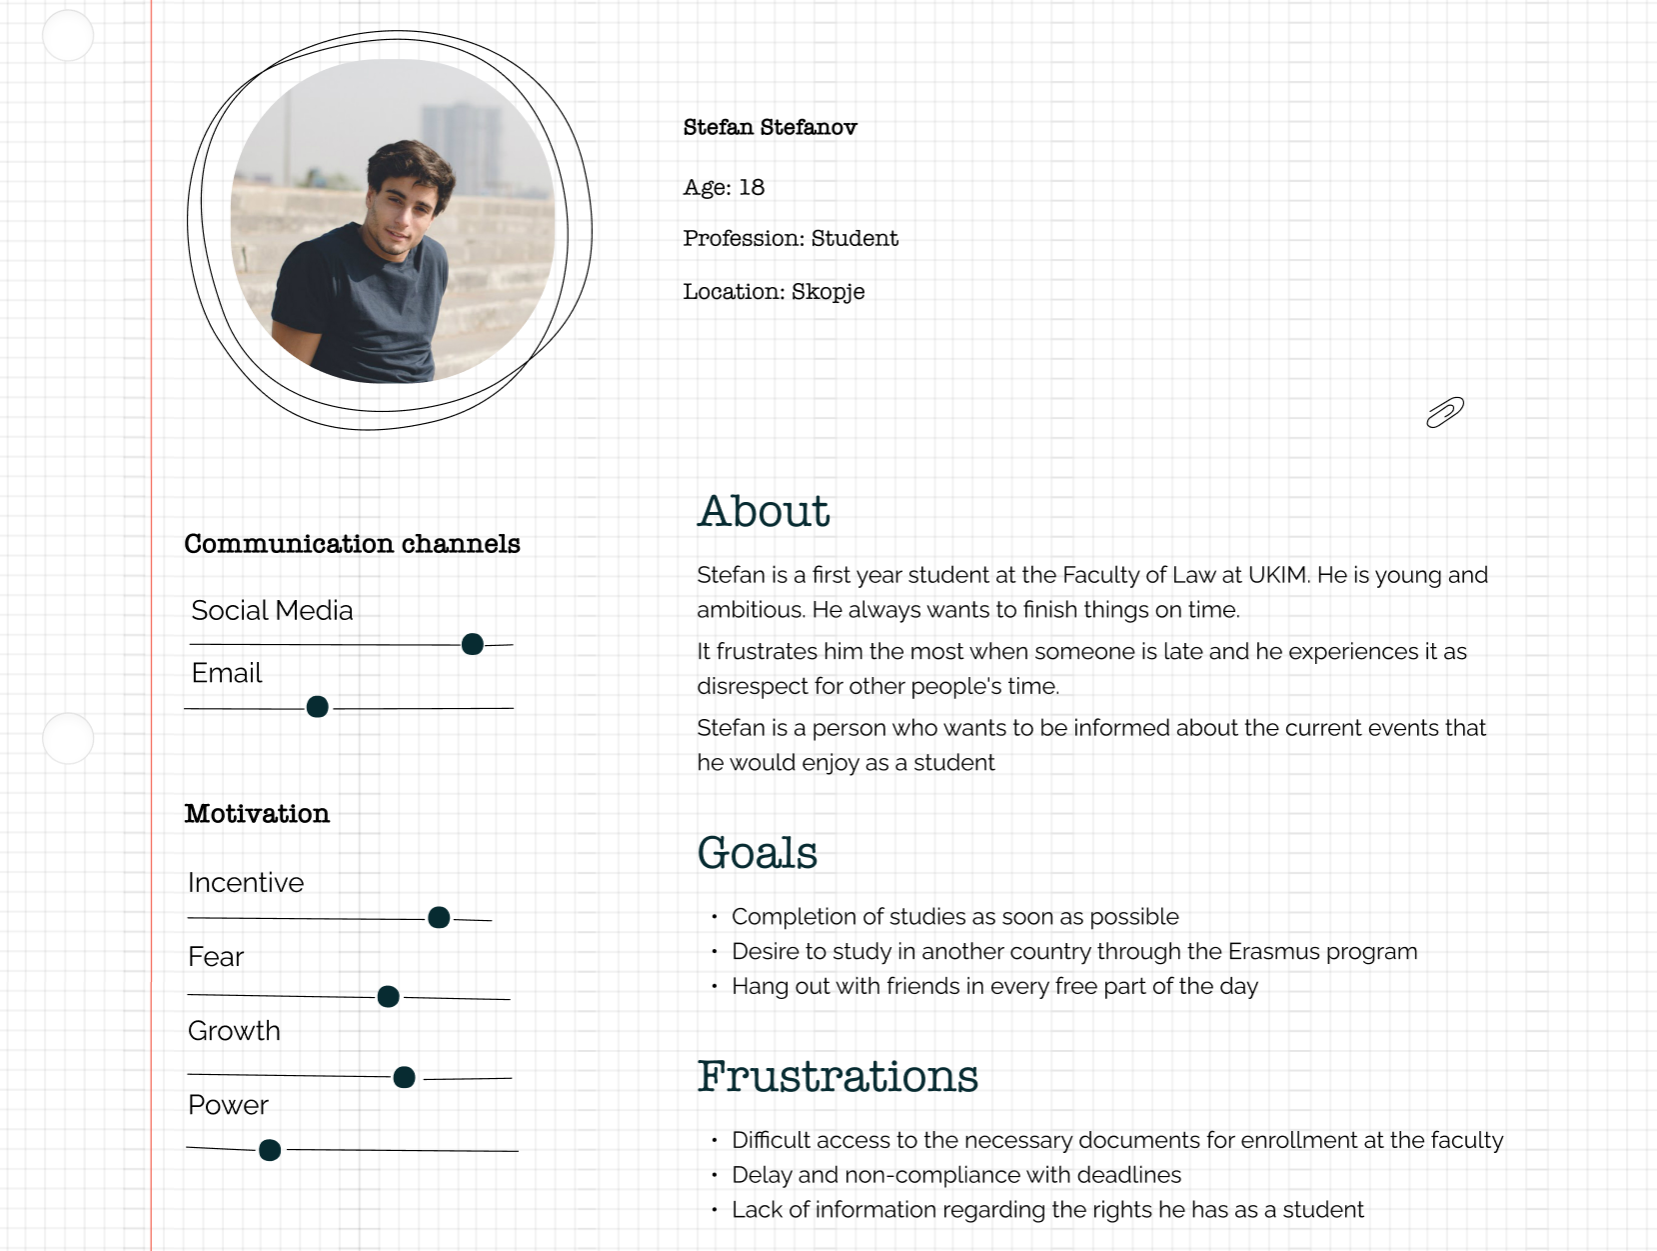 Stefan Stefanov
Age: 18
Profession: Student
Location: Skopje
Communication channels
Social Media
Email
Motivation
Incentive
Fear
Growth
Power
About
Stefan is a first year student at the Faculty of Law at UKIM. He is young and
ambitious. He always wants to finish things on time.
It frustrates him the most when someone is late and he experiences it as
disrespect for other people's time.
Stefan is a person who wants to be informed about the current events that
he would enjoy as a student
Goals
• Completion of studies as soon as possible
• Desire to study in another country through the Erasmus program
• Hang out with friends in every free part of the day
Frustrations
• Difficult access to the necessary documents for enrollment at the faculty
• Delay and non-compliance with deadlines
• Lack of information regarding the rights he has as a student